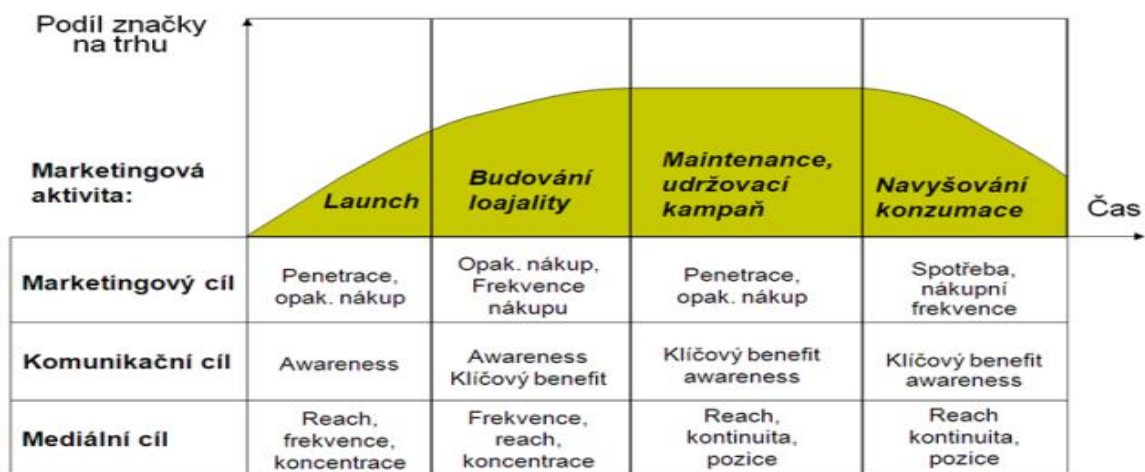 Podíl značky
na trhu
Marketingová
aktivita:
Launch
Budování
loajality
Maintenance,
udržovací
kampaň
Navyšování
konzumace
Čas
Marketingový cíl
Penetrace,
opak. nákup
Opak. nákup,
Frekvence
nákupu
Penetrace,
opak. nákup
Spotřeba,
nákupní
frekvence
Komunikační cíl
Awareness
Awareness
Klíčový benefit
Klíčový benefit
awareness
Klíčový benefit
awareness
Mediální cíl
Reach,
frekvence,
koncentrace
Frekvence,
reach,
koncentrace
Reach,
kontinuita,
pozice
Reach
kontinuita,
pozice